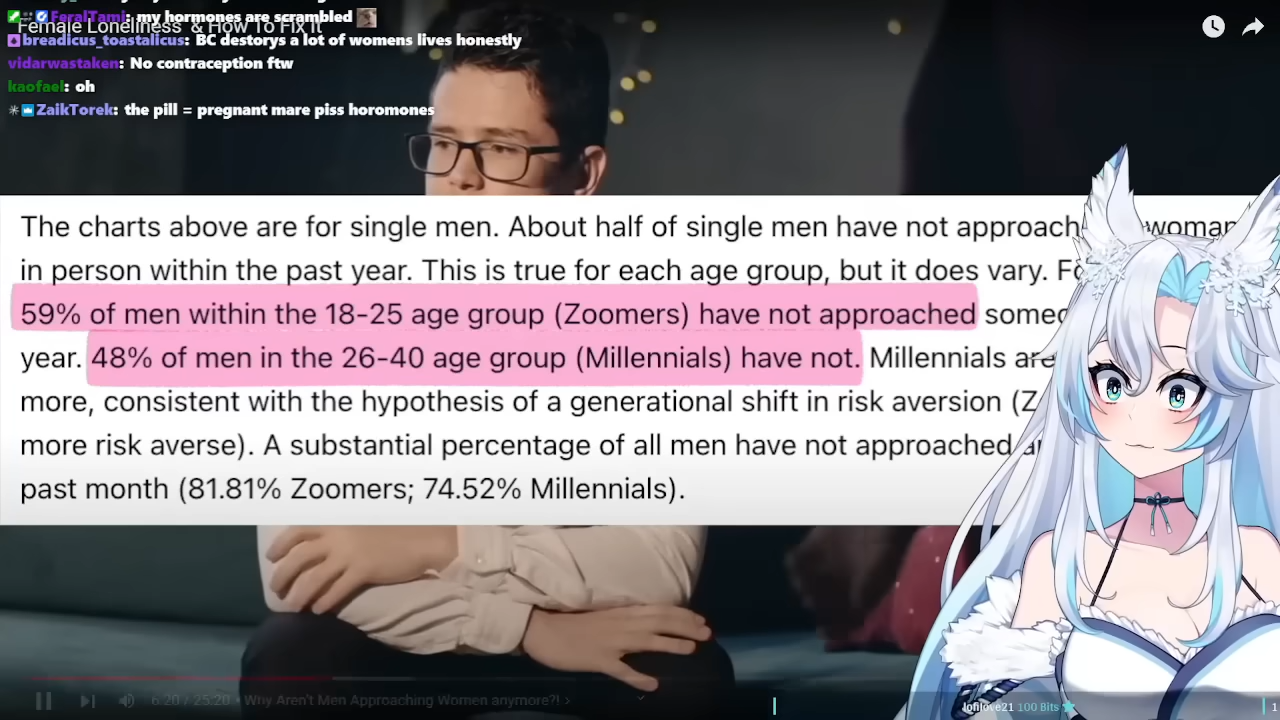 FeralTami: my hormones are scrambled
Female Loneliness & How To Fix It
breadicus_toastalicus: BC destorys a lot of womens lives honestly
vidarwastaken: No contraception ftw
kaofael: oh
ZaikTorek: the pill = pregnant mare piss horomones
The charts above are for single men. About half of single men have not approach woman
in person within the past year. This is true for each age group, but it does vary.
59% of men within the 18-25 age group (Zoomers) have not approached
year. 48% of men in the 26-40 age group (Millennials) have not. Millennials are
more, consistent with the hypothesis of a generational shift in risk aversion (Z
more risk averse). A substantial percentage of all men have not approached
past month (81.81% Zoomers; 74.52% Millennials).
6:20 / 25:20 • Why Aren't Men Approaching Women anymore?! >
lofilove21 100 Bits
1